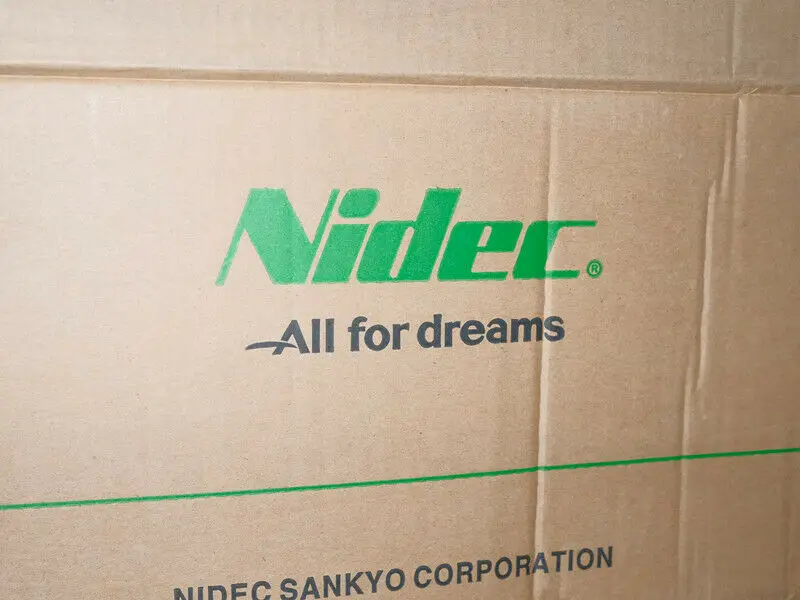 Nidec®
All for dreams
NIDEC SANKYO CORPORATION